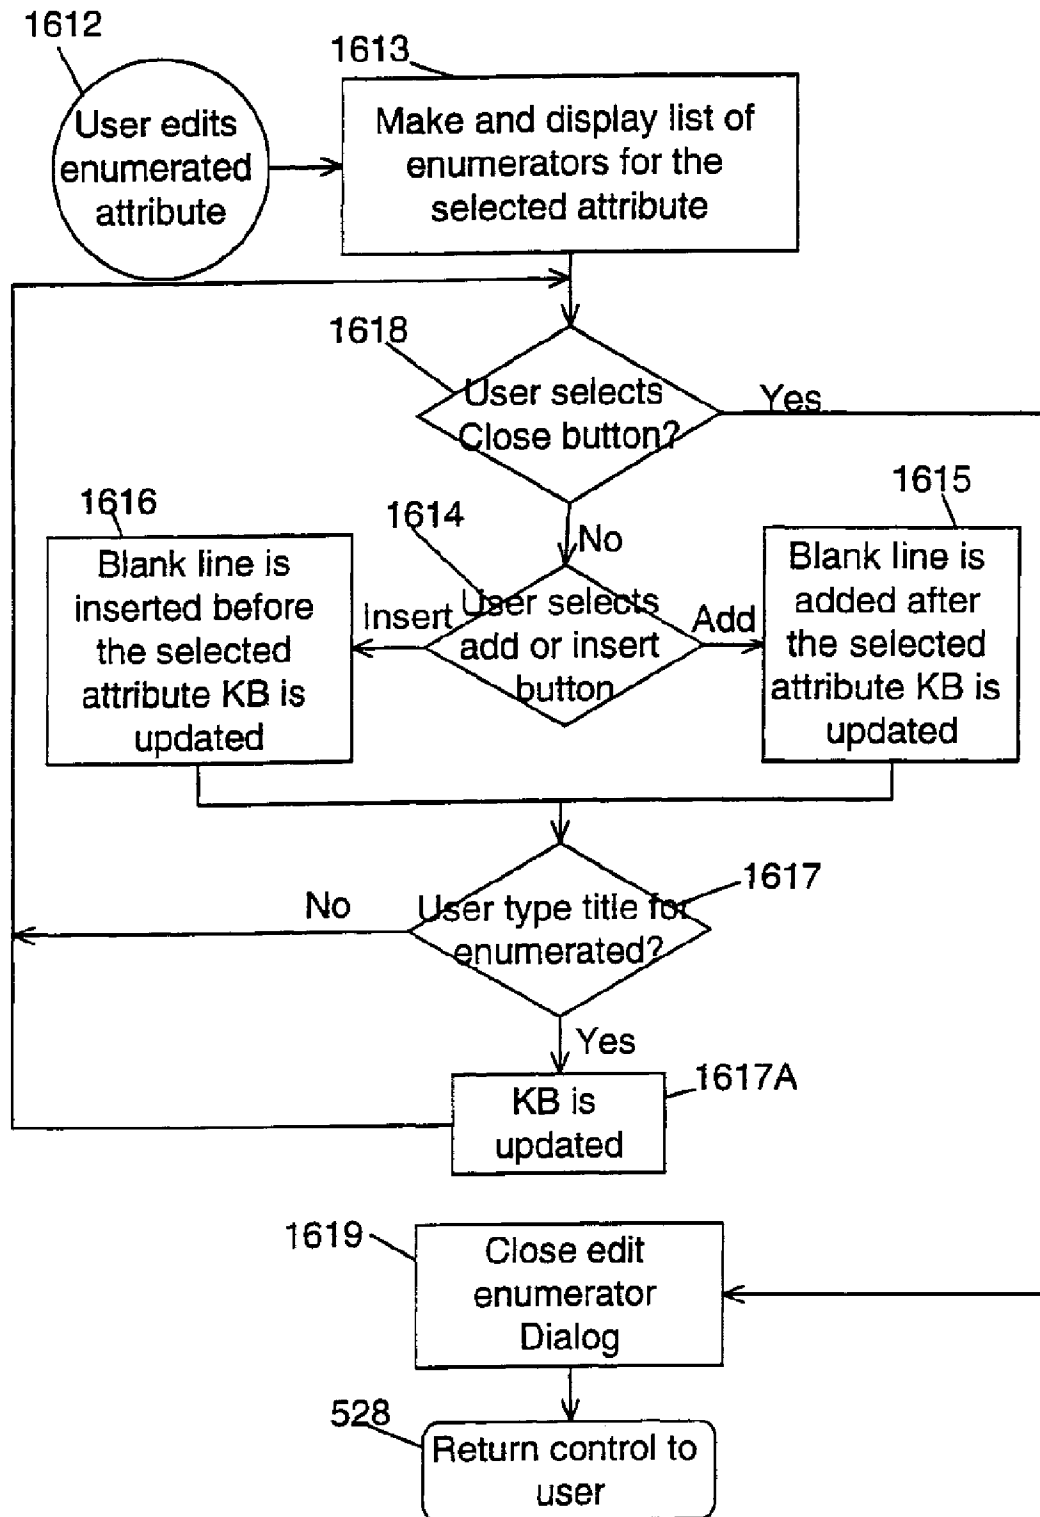 1612
User edits
enumerated
attribute
1613
Make and display list of
enumerators for the
selected attribute
1618
User selects
Close button?
Yes
No
1614
User selects
add or insert
button
Insert
Add
1616
Blank line is
inserted before
the selected
attribute KB is
updated
1615
Blank line is
added after
the selected
attribute KB is
updated
1617
User type title for
enumerated?
No
Yes
1617A
KB is
updated
1619
Close edit
enumerator
Dialog
528
Return control to
user